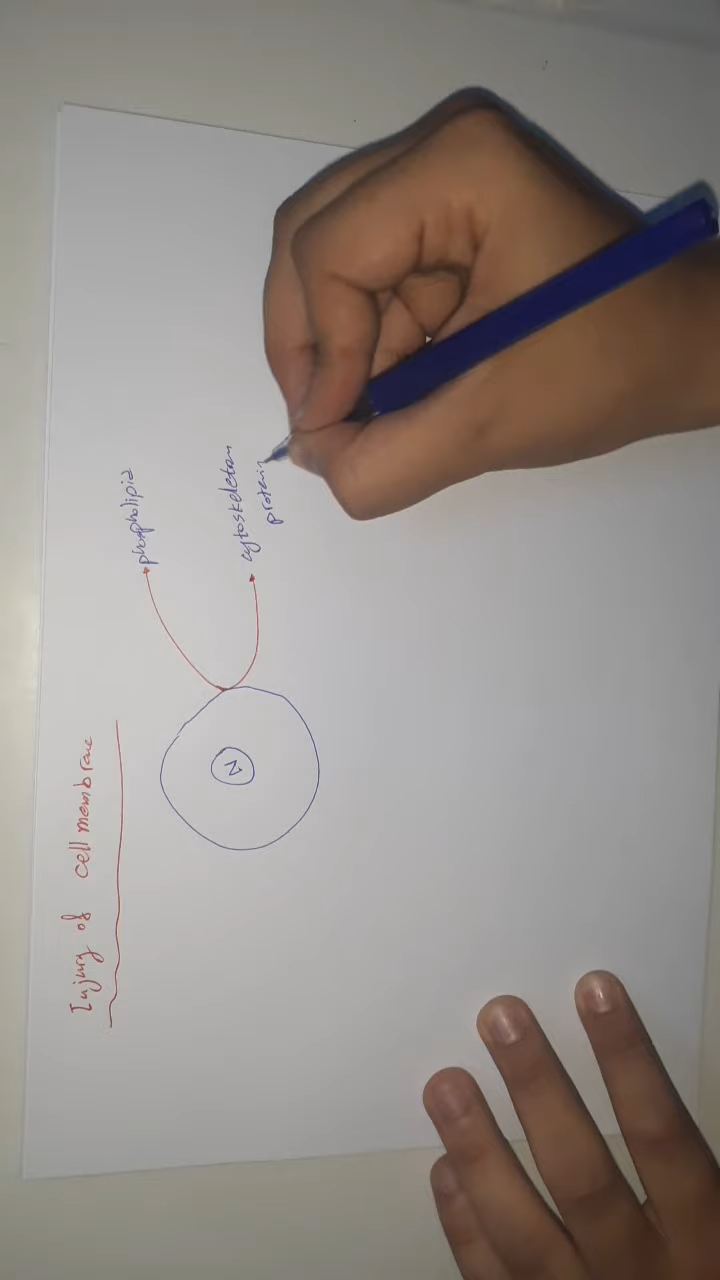 Injury of cell membrane
phospholipid
cytoskeleton
protein
N